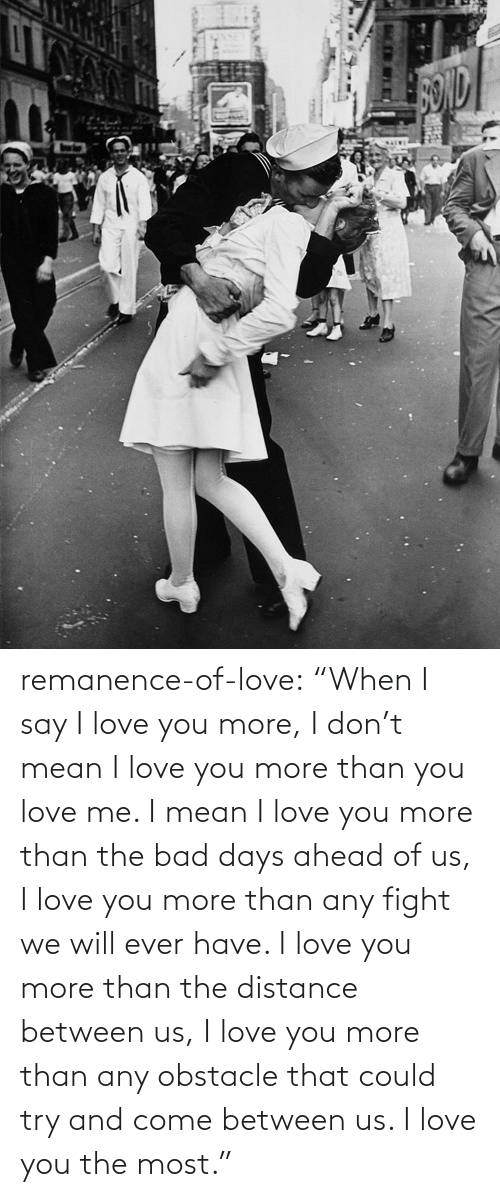 BOND
remanence-of-love: “When I
say I love you more, I don’t
mean I love you more than you
love me. I mean I love you more
than the bad days ahead of us,
I love you more than any fight
we will ever have. I love you
more than the distance
between us, I love you more
than any obstacle that could
try and come between us. I love
you the most.”